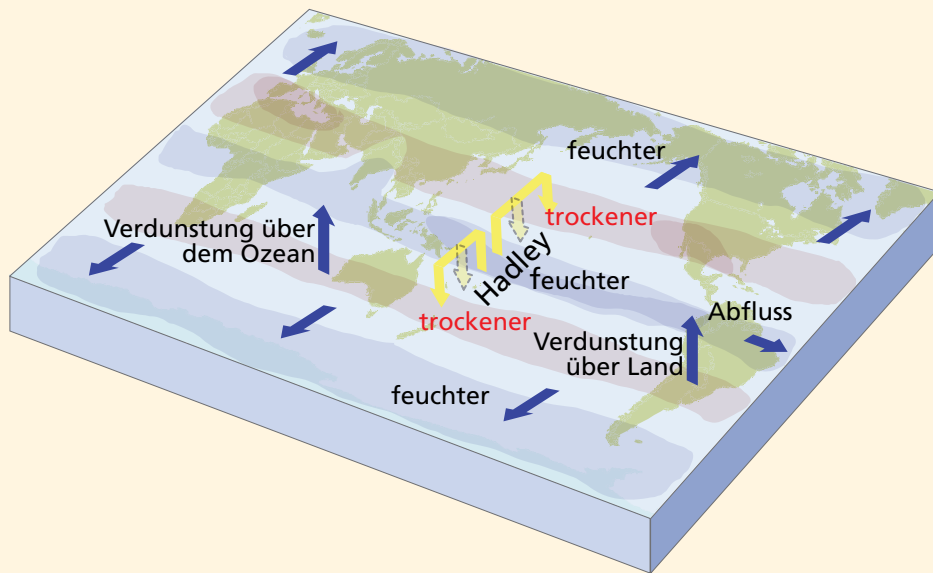 feuchter
trockener
Verdunstung über
dem Ozean
Hadley
feuchter
trockener
Abfluss
Verdunstung
über Land
feuchter